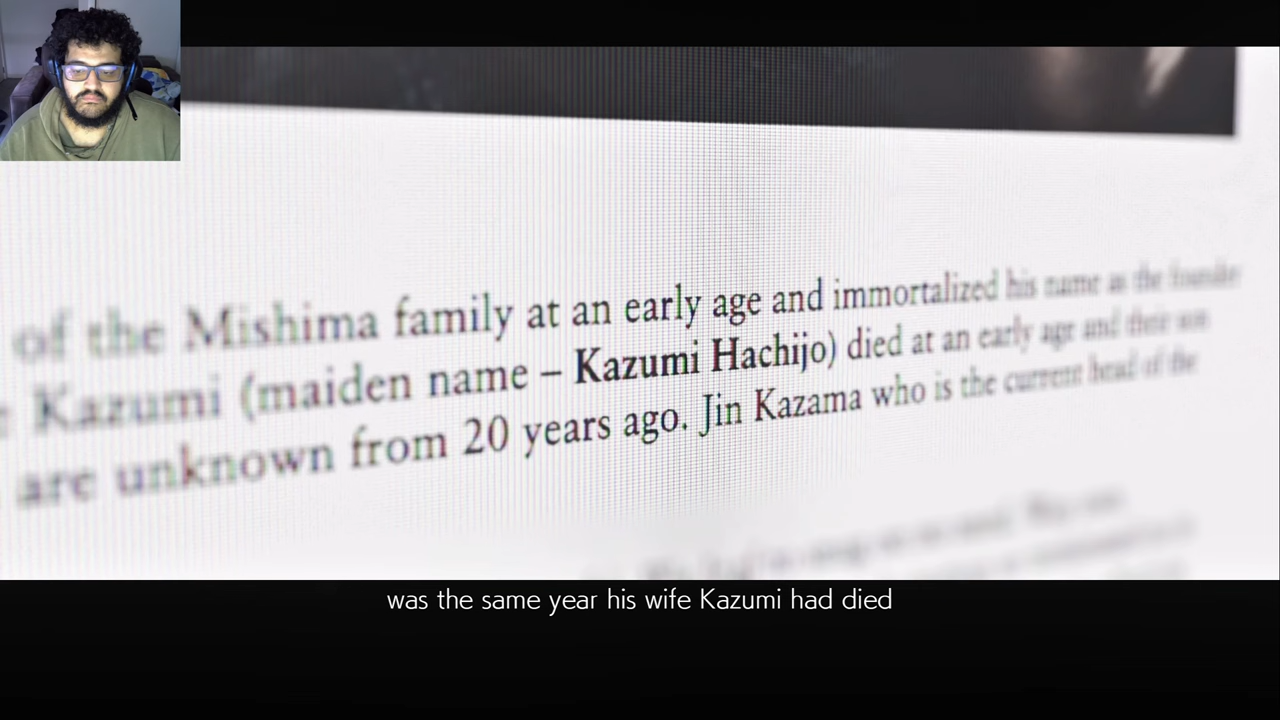 of the Mishima family at an early age and immortalized his name as the founder
Kazumi (maiden name – Kazumi Hachijo) died at an early age and their son
are unknown from 20 years ago. Jin Kazama who is the current head of the
was the same year his wife Kazumi had died